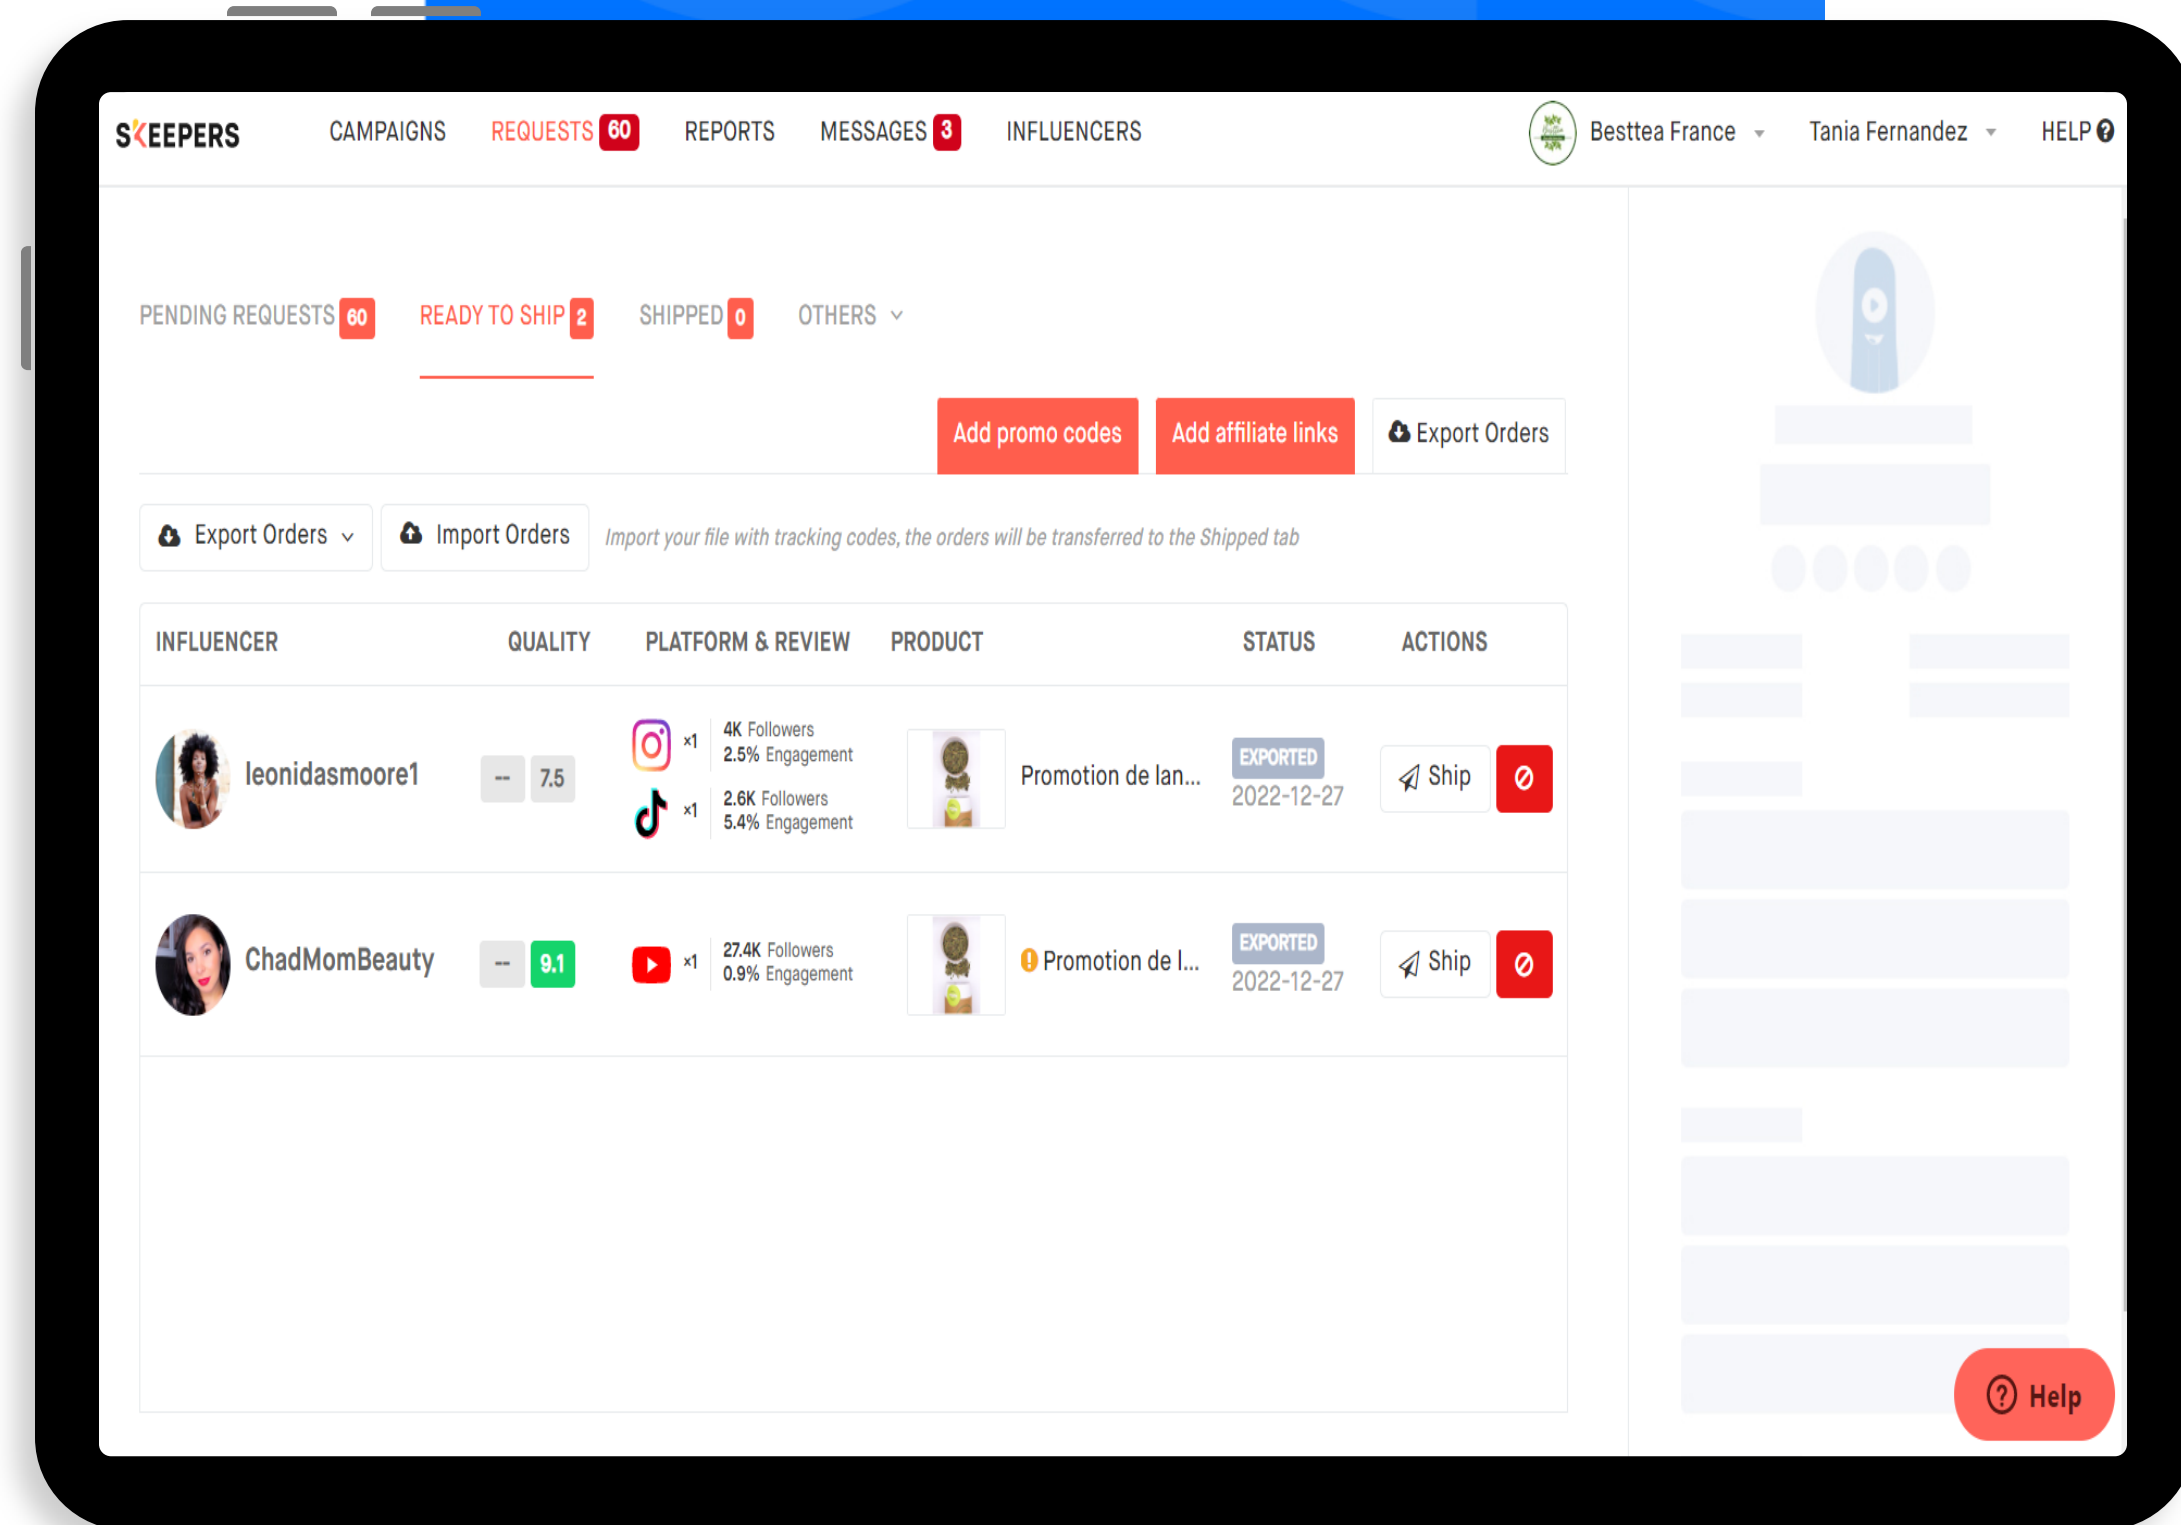 SKEEPERS CAMPAIGNS REQUESTS 60 REPORTS MESSAGES 3 INFLUENCERS Besttea France Tania Fernandez HELP
PENDING REQUESTS 60 READY TO SHIP 2 SHIPPED 0 OTHERS
Add promo codes Add affiliate links Export Orders
Export Orders Import Orders Import your file with tracking codes, the orders will be transferred to the Shipped tab
INFLUENCER QUALITY PLATFORM & REVIEW PRODUCT STATUS ACTIONS
leonidasmoore1 -- 7.5
×1 4K Followers
2.5% Engagement
×1 2.6K Followers
5.4% Engagement
Promotion de lan...
EXPORTED
2022-12-27
Ship
ChadMomBeauty -- 9.1
×1 27.4K Followers
0.9% Engagement
Promotion de l...
EXPORTED
2022-12-27
Ship
Help